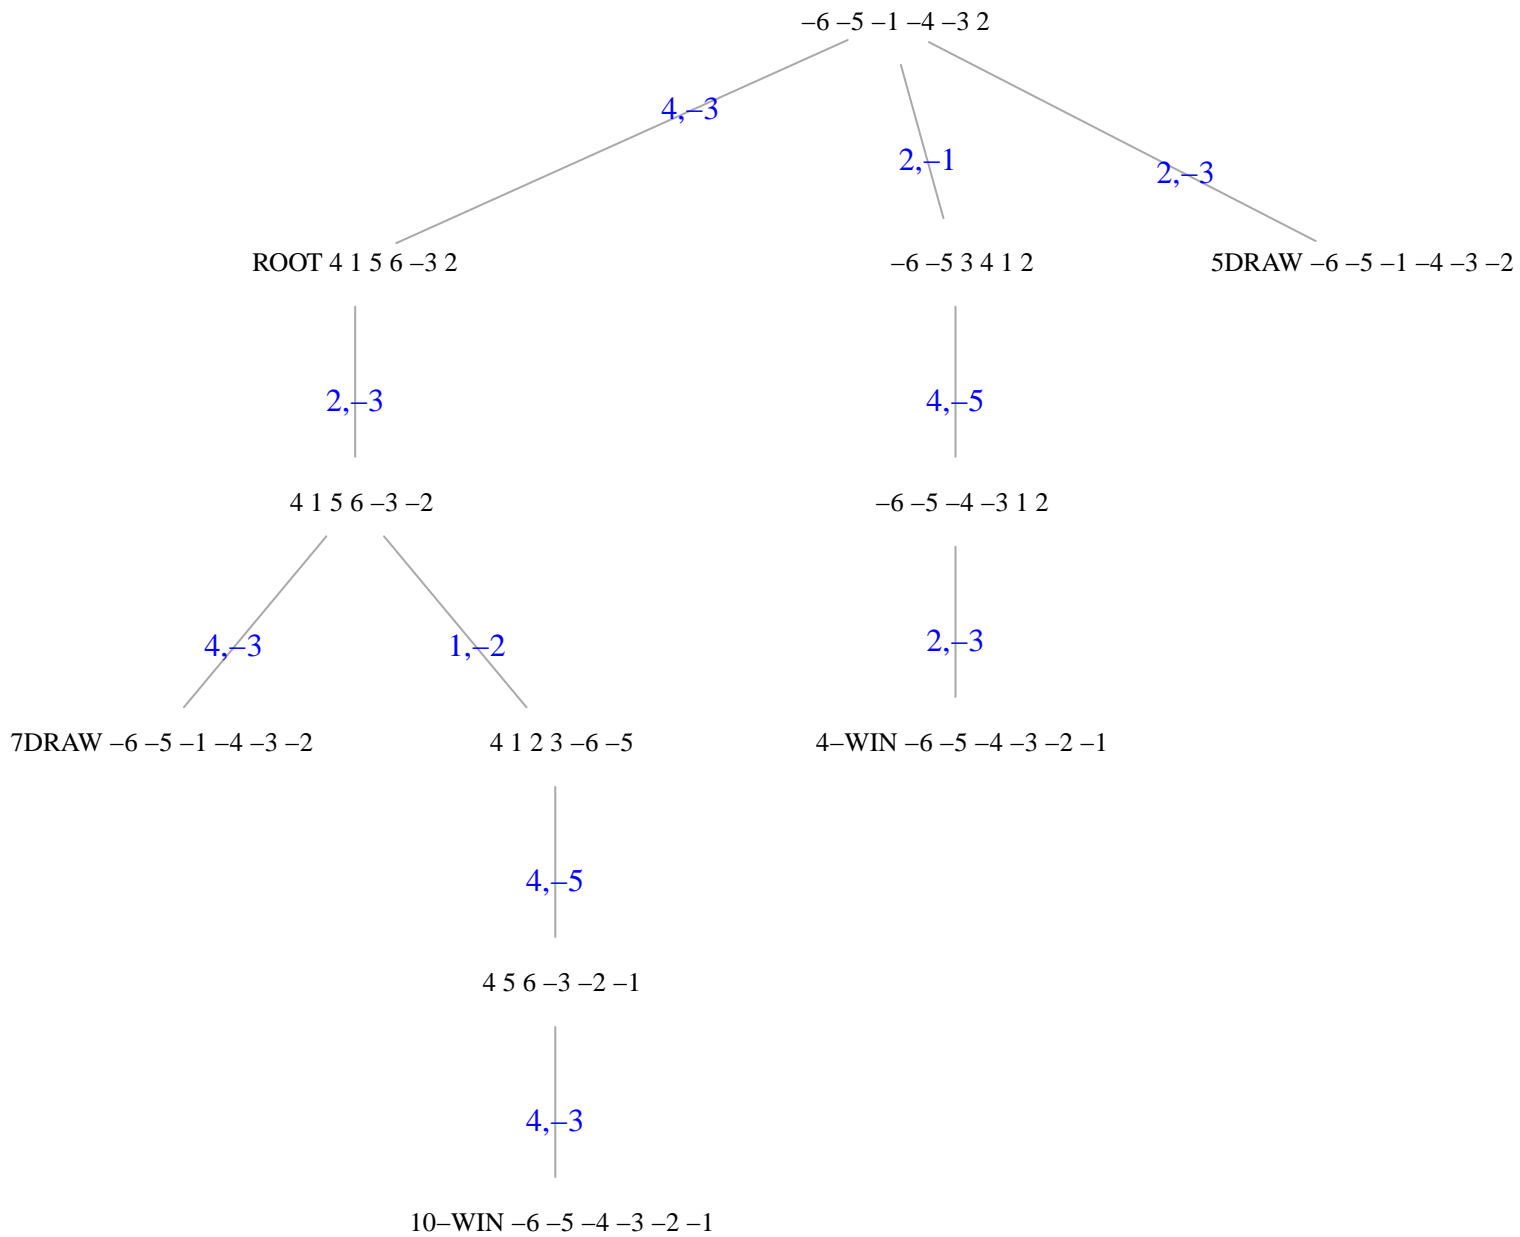 –6 –5 –1 –4 –3 2
4,–3
2,–1
2,–3
ROOT 4 1 5 6 –3 2
–6 –5 3 4 1 2
5DRAW –6 –5 –1 –4 –3 –2
2,–3
4,–5
4 1 5 6 –3 –2
–6 –5 –4 –3 1 2
4,–3
1,–2
2,–3
7DRAW –6 –5 –1 –4 –3 –2
4 1 2 3 –6 –5
4–WIN –6 –5 –4 –3 –2 –1
4,–5
4 5 6 –3 –2 –1
4,–3
10–WIN –6 –5 –4 –3 –2 –1